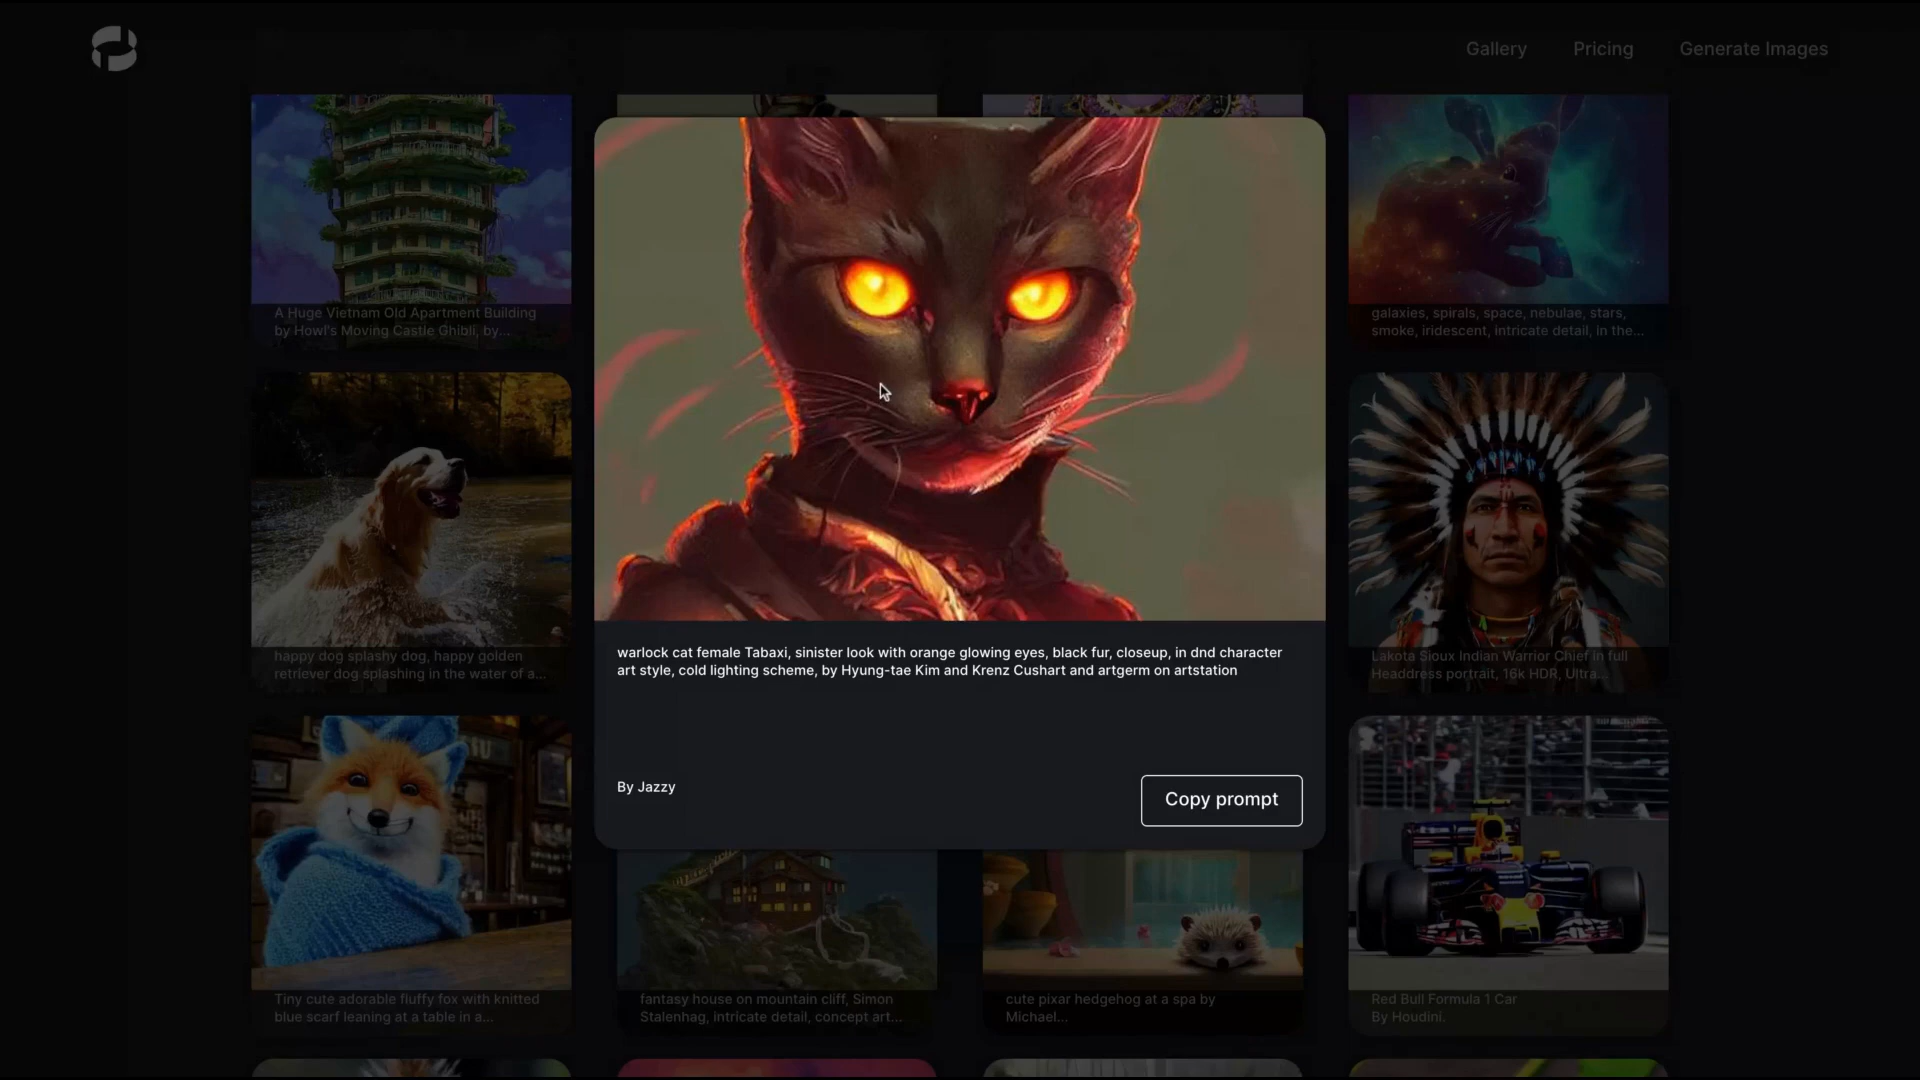 Gallery
Pricing
Generate Images
A Huge Vietnam Old Apartment Building
by Howl's Moving Castle Ghibli, by...
galaxies, spirals, space, nebulae, stars,
smoke, iridescent, intricate detail, in the...
warlock cat female Tabaxi, sinister look with orange glowing eyes, black fur, closeup, in dnd character
art style, cold lighting scheme, by Hyung-tae Kim and Krenz Cushart and artgerm on artstation
By Jazzy
Copy prompt
happy dog splashy dog, happy golden
retriever dog splashing in the water of a...
Lakota Sioux Indian Warrior Chief in full
Headdress portrait, 16k HDR, Ultra...
Tiny cute adorable fluffy fox with knitted
blue scarf leaning at a table in a...
fantasy house on mountain cliff, Simon
Stalenhag, intricate detail, concept art...
cute pixar hedgehog at a spa by
Michael...
Red Bull Formula 1 Car
By Houdini.